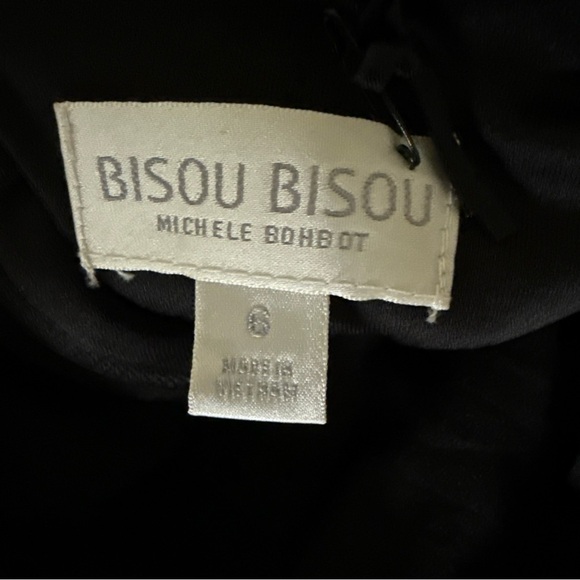 BISOU BISOU
MICHELE BOHBOT
6
MADE IN
VIETNAM